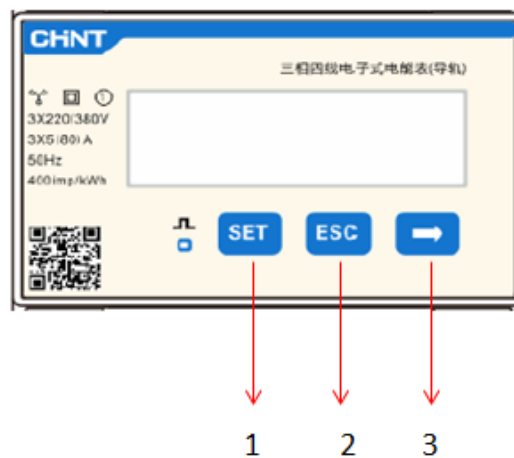 CHNT
三相四线电子式电能表(导轨)
3X220/380V
3X5(80)A
50Hz
400imp/kWh
SET ESC
1 2 3